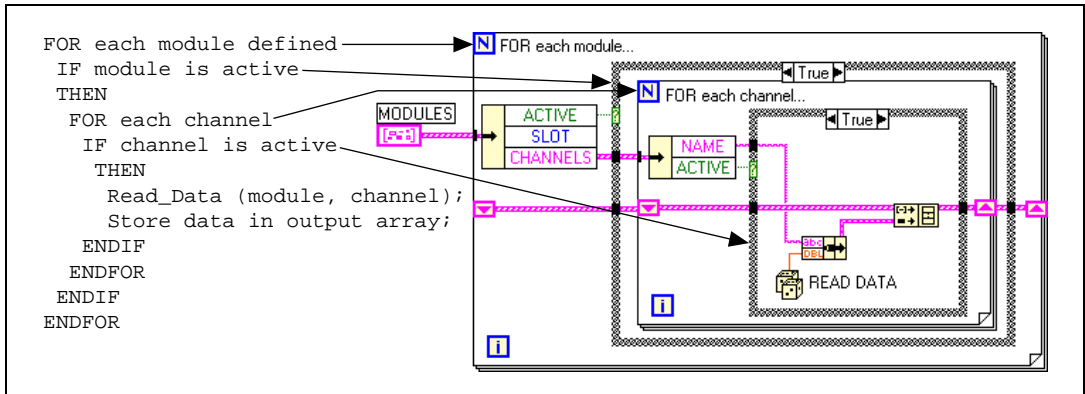 FOR each module defined
IF module is active
THEN
FOR each channel
IF channel is active
THEN
Read_Data (module, channel);
Store data in output array;
ENDIF
ENDFOR
ENDIF
ENDFOR
N FOR each module...
True
N FOR each channel...
True
MODULES
ACTIVE
SLOT
CHANNELS
?
NAME
ACTIVE
?
abc
DBL
READ DATA
i
i